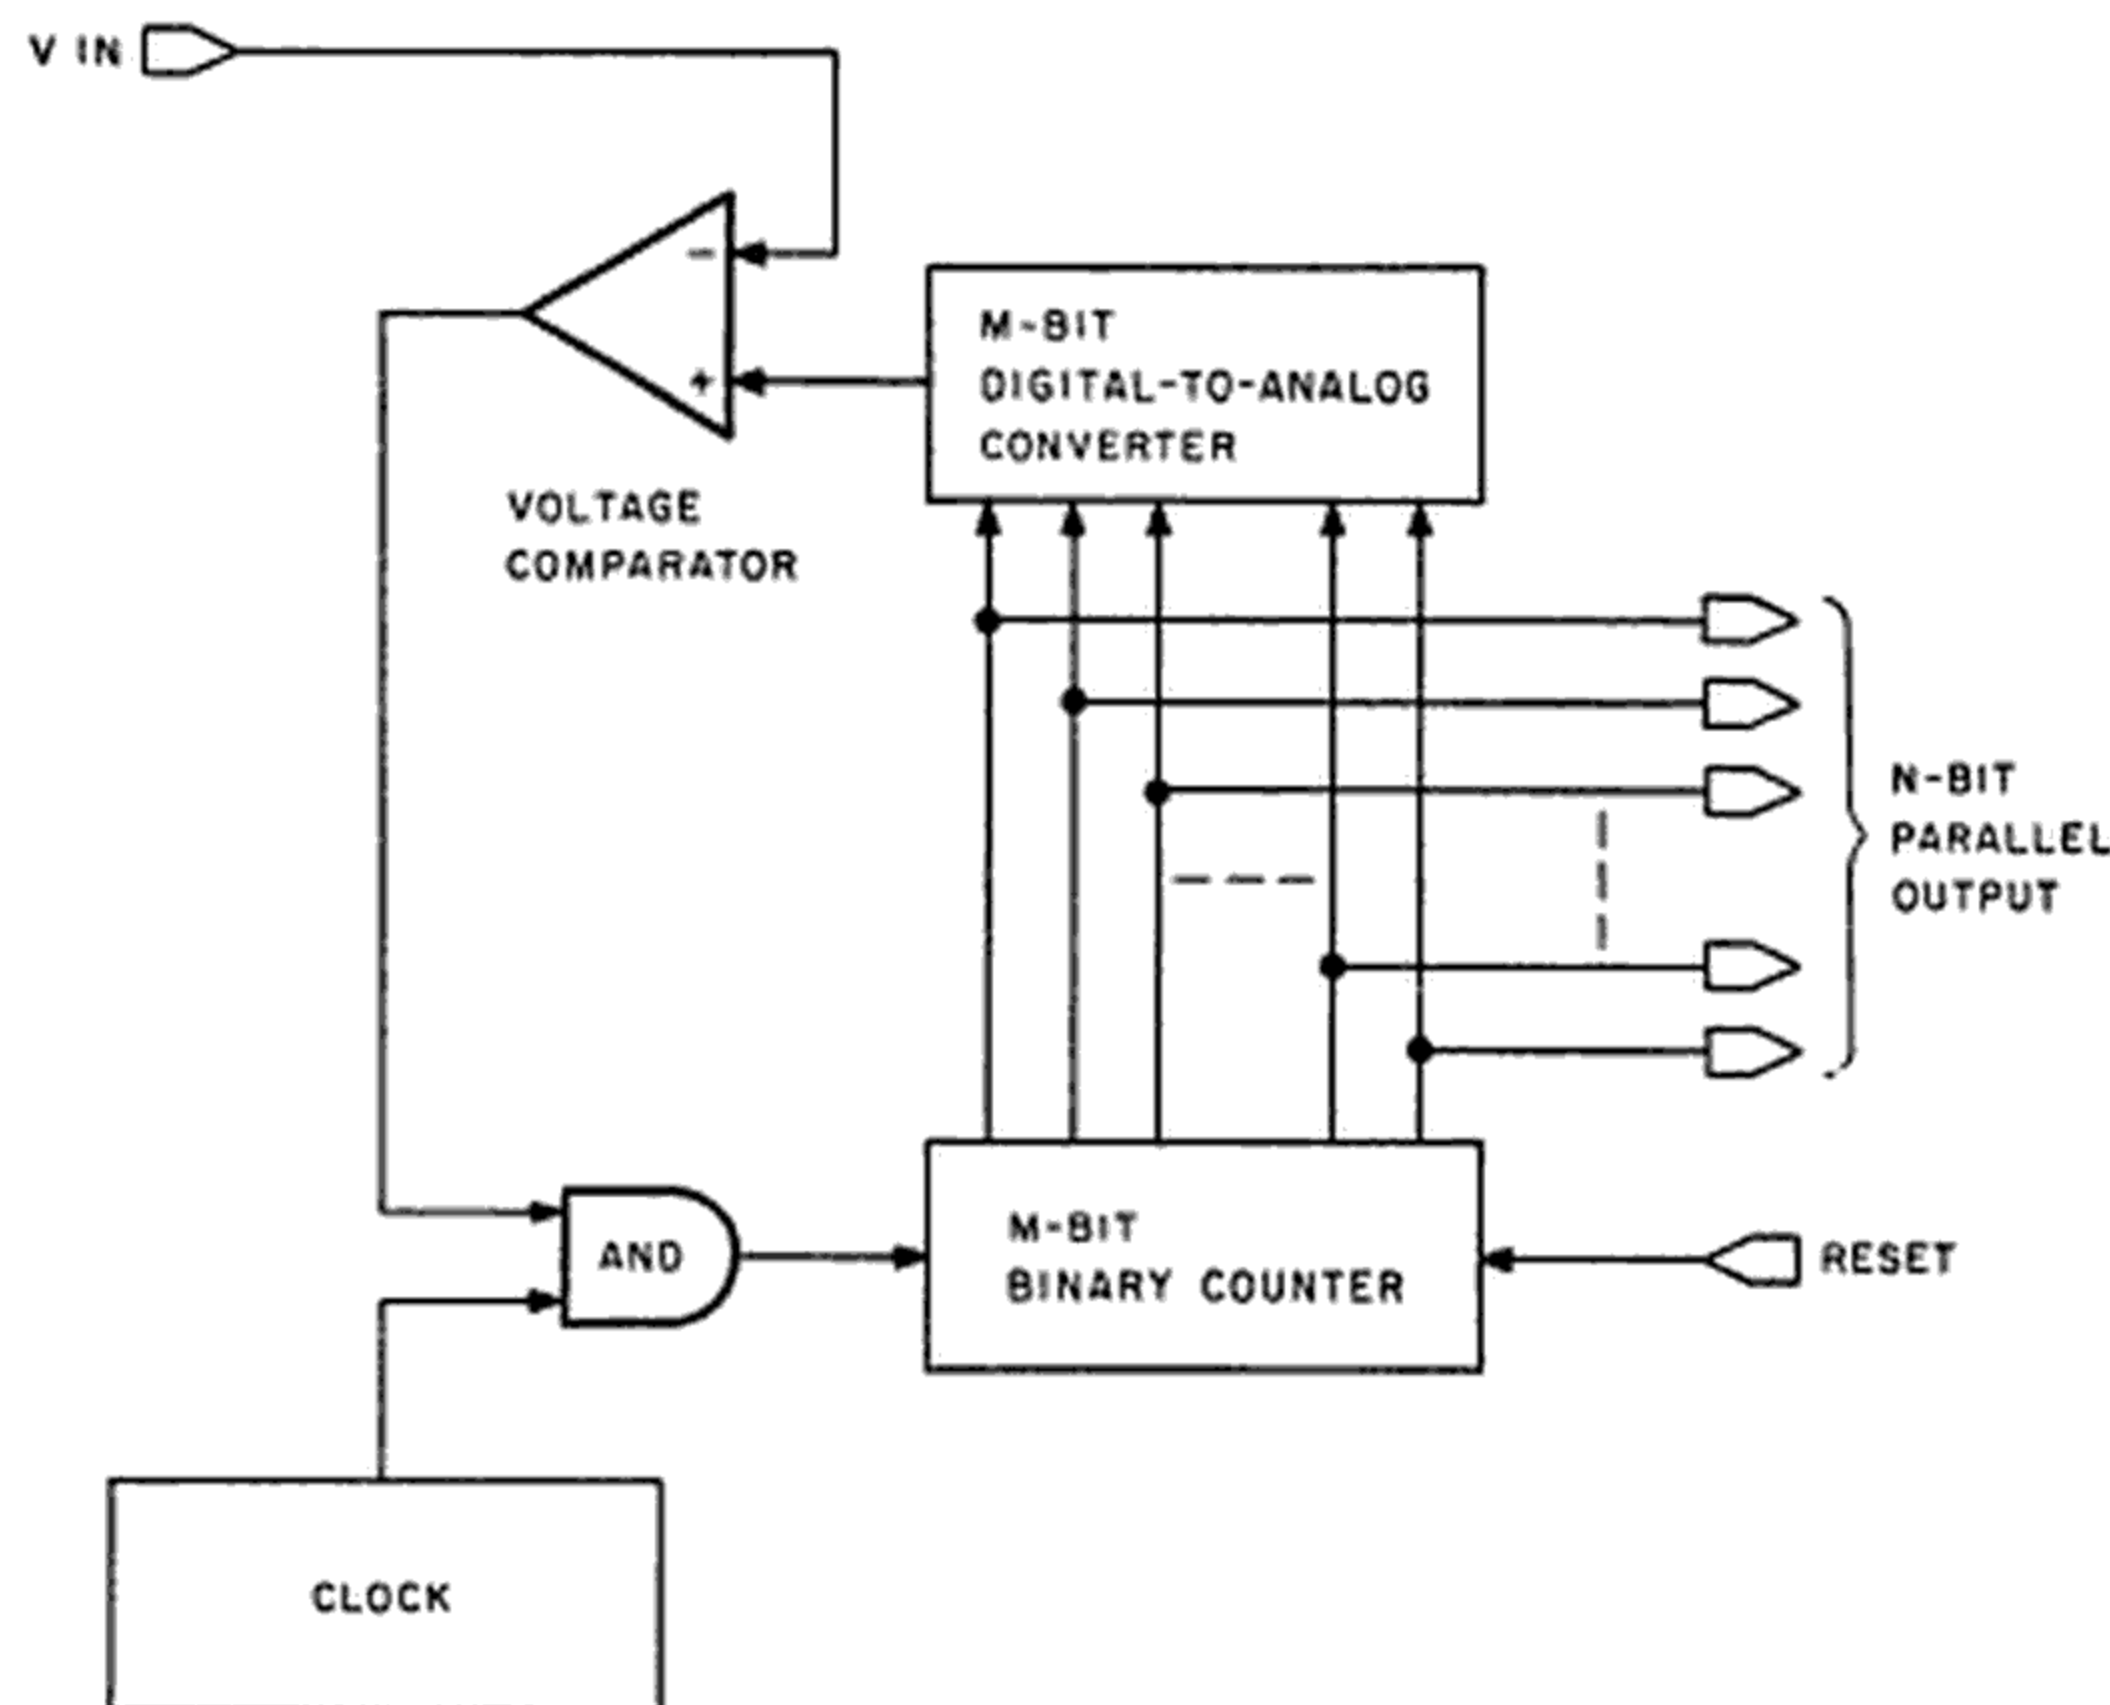 V IN
-
M-BIT
DIGITAL-TO-ANALOG
CONVERTER
+
VOLTAGE
COMPARATOR
N-BIT
PARALLEL
OUTPUT
AND
M-BIT
BINARY COUNTER
RESET
CLOCK